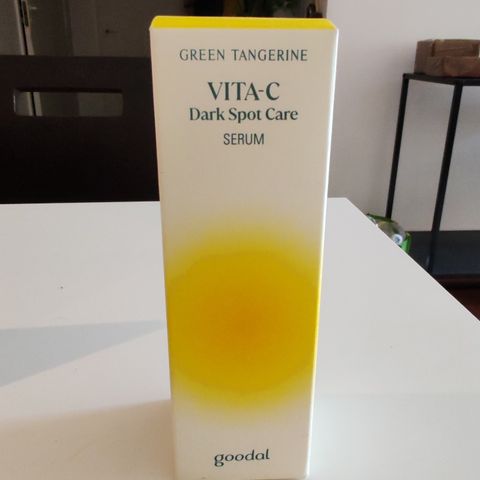 GREEN TANGERINE
VITA-C
Dark Spot Care
SERUM
goodal